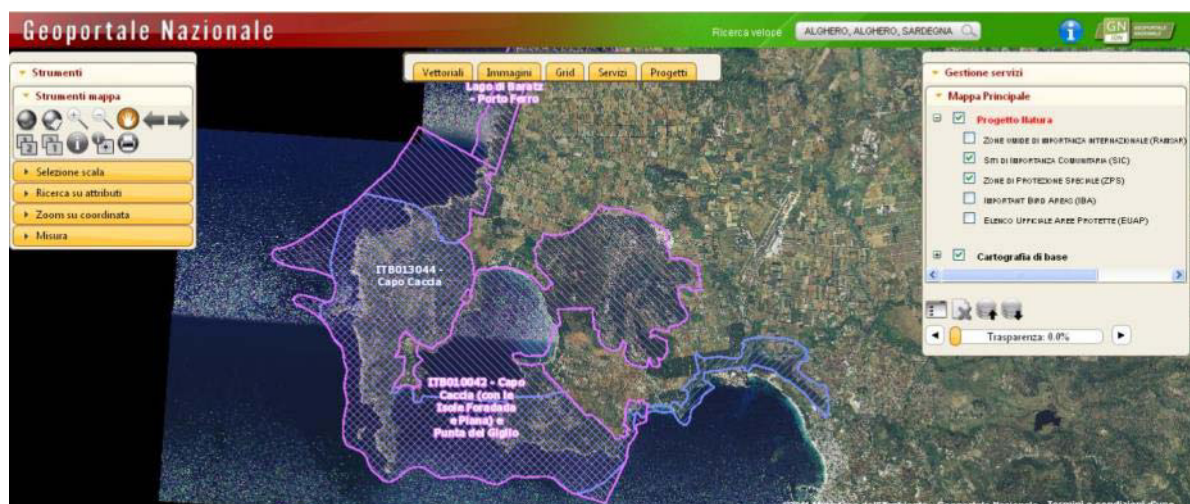 Geoportale Nazionale
Ricerca veloce
ALGHERO, ALGHERO, SARDEGNA
GN
Strumenti
Strumenti mappa
Selezione scala
Ricerca su attributi
Zoom su coordinata
Misura
Vettoriali
Immagini
Grid
Servizi
Progetti
Lago di Baratz
- Porto Ferro
ITB013044 -
Capo Caccia
ITB010042 - Capo
Caccia (con le
Isole Foradada
e Piana) e
Punta del Giglio
Gestione servizi
Mappa Principale
Progetto Natura
Zone umide di importanza internazionale (Ramsar)
Siti di Importanza Comunitaria (SIC)
Zone di Protezione Speciale (ZPS)
Important Bird Areas (IBA)
Elenco Ufficiale Aree Protette (EUAP)
Cartografia di base
Trasparenza: 0.0%